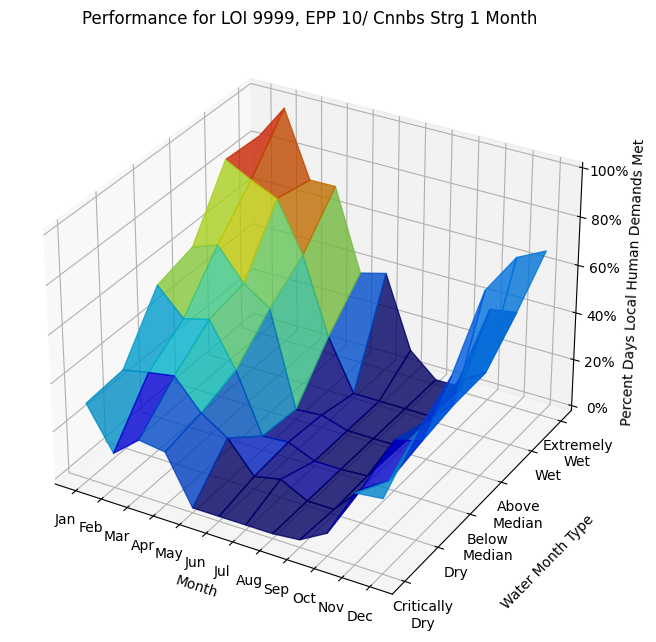 Performance for LOI 9999, EPP 10/ Cnnbs Strg 1 Month
100%
80%
60%
40%
20%
0%
Percent Days Local Human Demands Met
Jan
Feb
Mar
Apr
May
Jun
Jul
Aug
Sep
Oct
Nov
Dec
Month
Extremely
Wet
Wet
Above
Median
Below
Median
Dry
Critically
Dry
Water Month Type